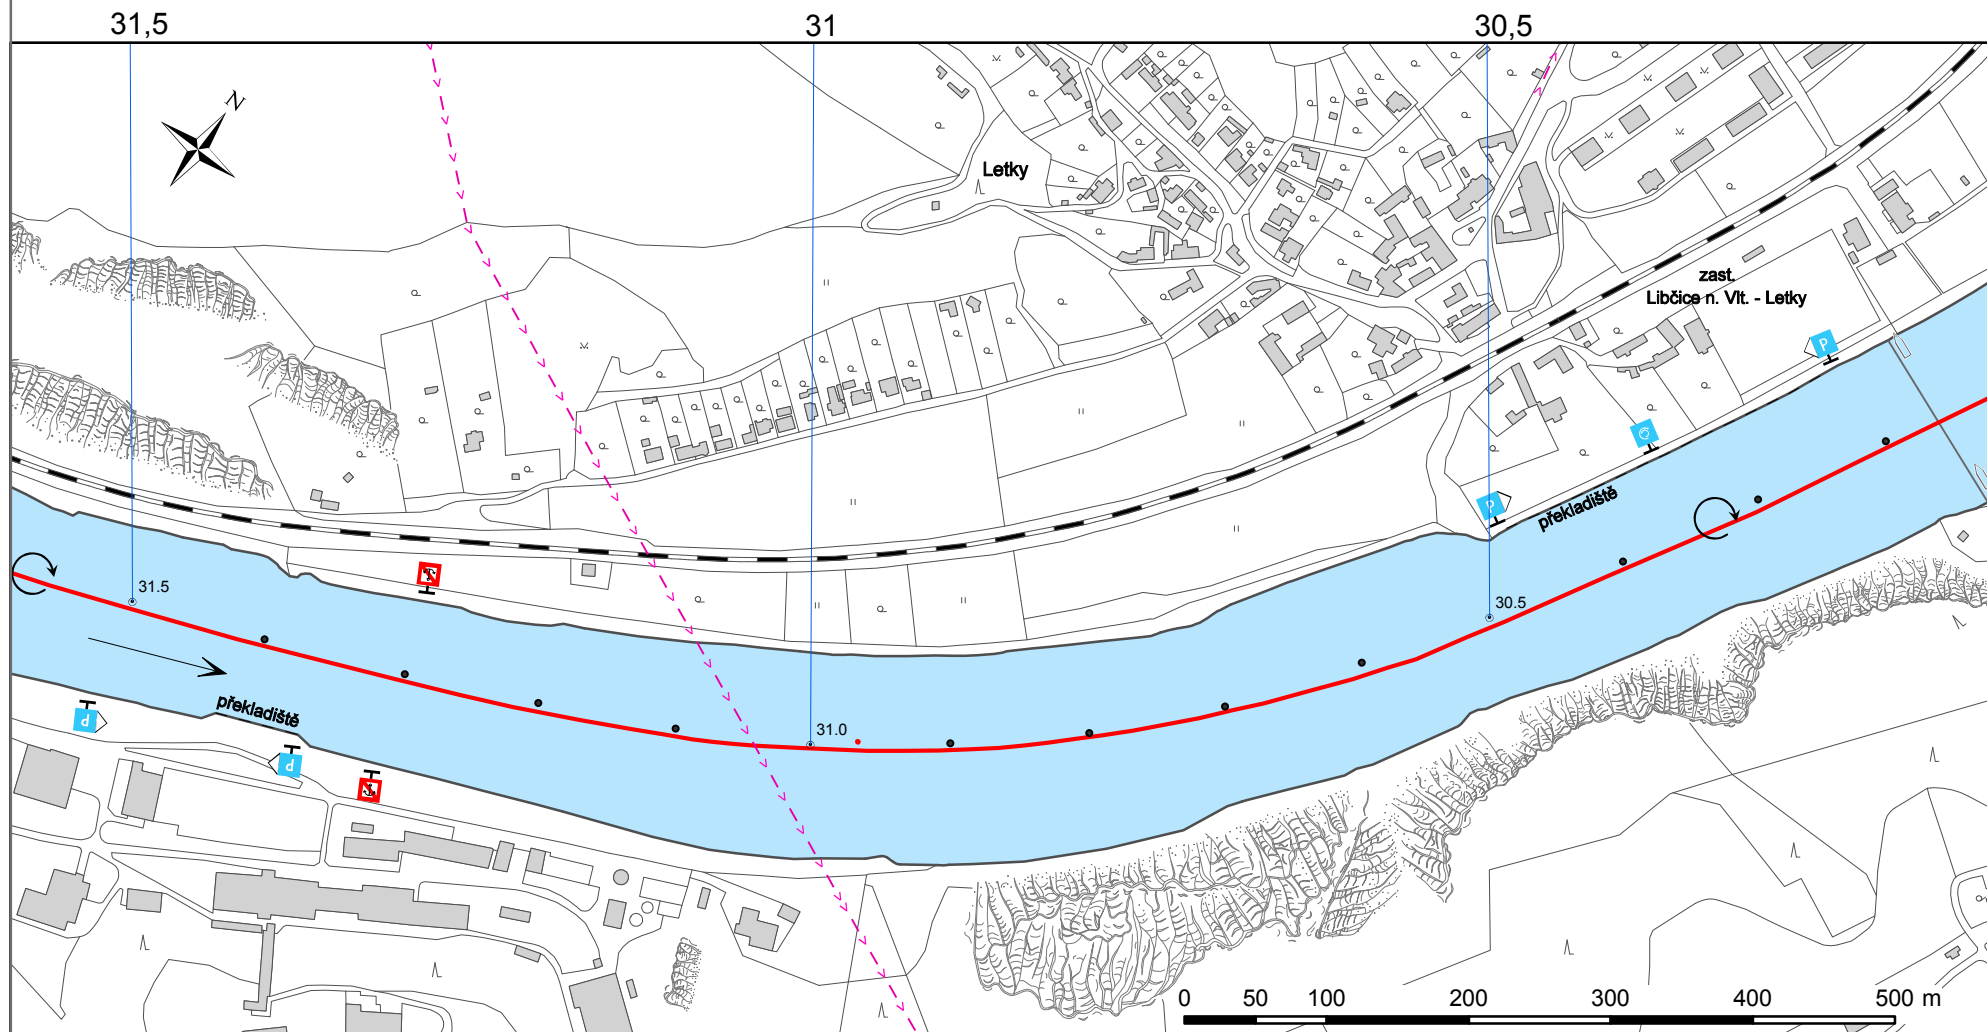 31,5
31
30,5
N
Letky
zast.
Libčice n. Vlt. - Letky
P
P
překladiště
31.5
30.5
P
překladiště
31.0
P
0 50 100 200 300 400 500 m